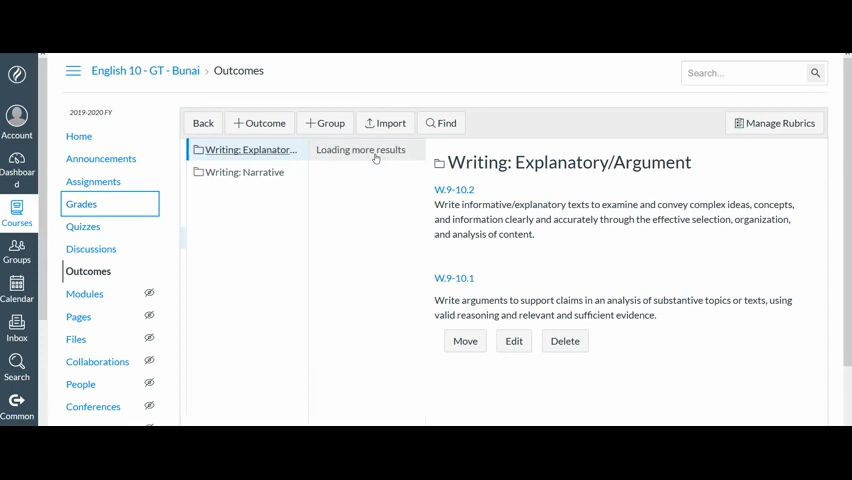 English 10 - GT - Bunai › Outcomes
Search...
2019-2020 FY
Account
Dashboar
d
Courses
Groups
Calendar
Inbox
Search
Common
Home
Announcements
Assignments
Grades
Quizzes
Discussions
Outcomes
Modules
Pages
Files
Collaborations
People
Conferences
Back
+ Outcome
+ Group
Import
Find
Manage Rubrics
Writing: Explanator...
Writing: Narrative
Loading more results
Writing: Explanatory/Argument
W.9-10.2
Write informative/explanatory texts to examine and convey complex ideas, concepts,
and information clearly and accurately through the effective selection, organization,
and analysis of content.
W.9-10.1
Write arguments to support claims in an analysis of substantive topics or texts, using
valid reasoning and relevant and sufficient evidence.
Move
Edit
Delete